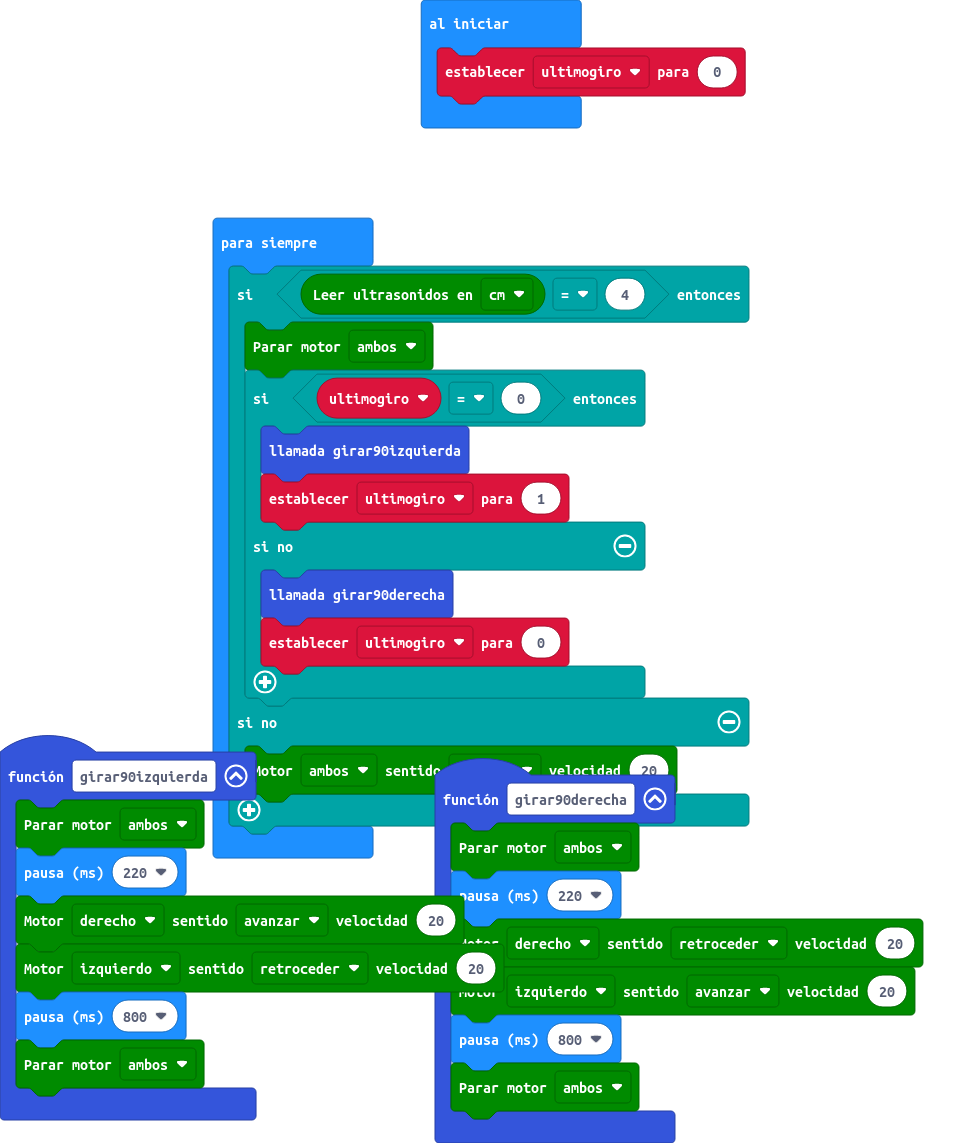 al iniciar
establecer ultimogiro para 0
para siempre
si Leer ultrasonidos en cm = 4 entonces
Parar motor ambos
si ultimogiro = 0 entonces
llamada girar90izquierda
establecer ultimogiro para 1
si no
llamada girar90derecha
establecer ultimogiro para 0
si no
Motor ambos sentido velocidad 20
función girar90izquierda
Parar motor ambos
pausa (ms) 220
Motor derecho sentido avanzar velocidad 20
Motor izquierdo sentido retroceder velocidad 20
pausa (ms) 800
Parar motor ambos
función girar90derecha
Parar motor ambos
pausa (ms) 220
Motor derecho sentido retroceder velocidad 20
Motor izquierdo sentido avanzar velocidad 20
pausa (ms) 800
Parar motor ambos